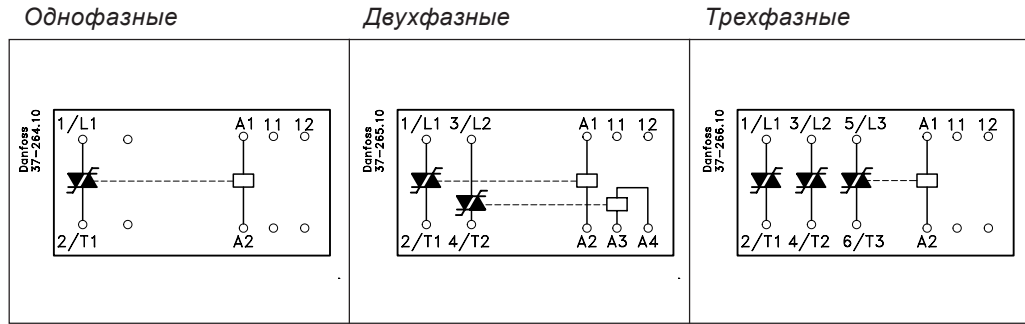 Однофазные
Двухфазные
Трехфазные
Danfoss
37-264.10
1/L1
A1 11 12
2/T1
A2
Danfoss
37-265.10
1/L1 3/L2
A1 11 12
2/T1 4/T2
A2 A3 A4
Danfoss
37-266.10
1/L1 3/L2 5/L3
A1 11 12
2/T1 4/T2 6/T3
A2